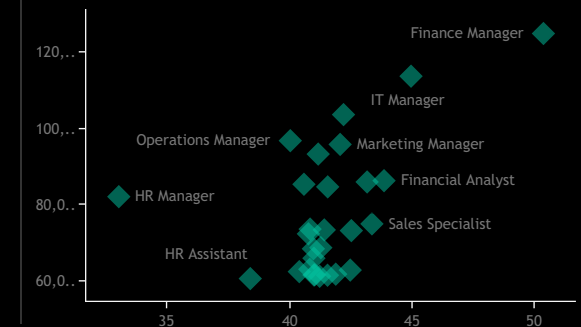 Finance Manager
120,..
IT Manager
100,..
Operations Manager
Marketing Manager
Financial Analyst
80,0..
HR Manager
Sales Specialist
HR Assistant
60,0..
35 40 45 50